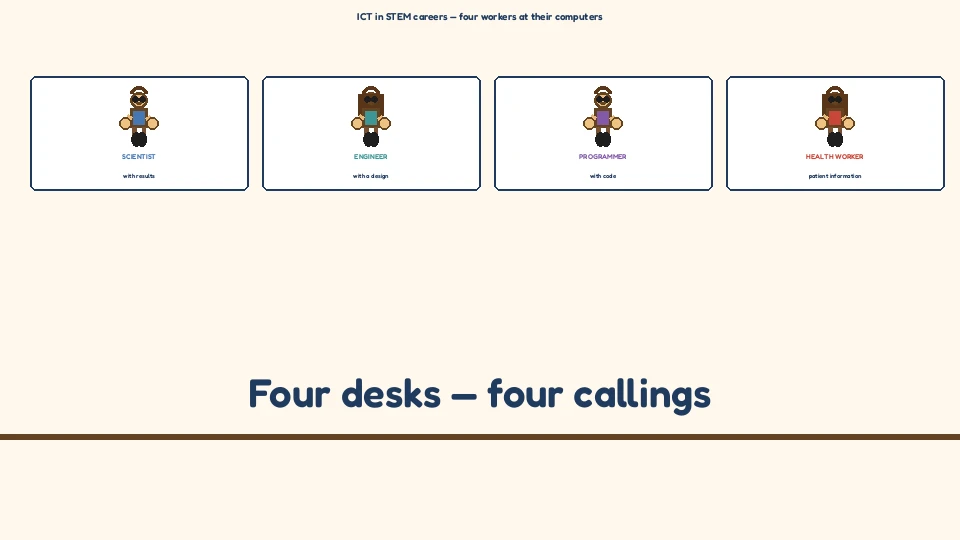 ICT in STEM careers — four workers at their computers
SCIENTIST
with results
ENGINEER
with a design
PROGRAMMER
with code
HEALTH WORKER
patient information
Four desks — four callings